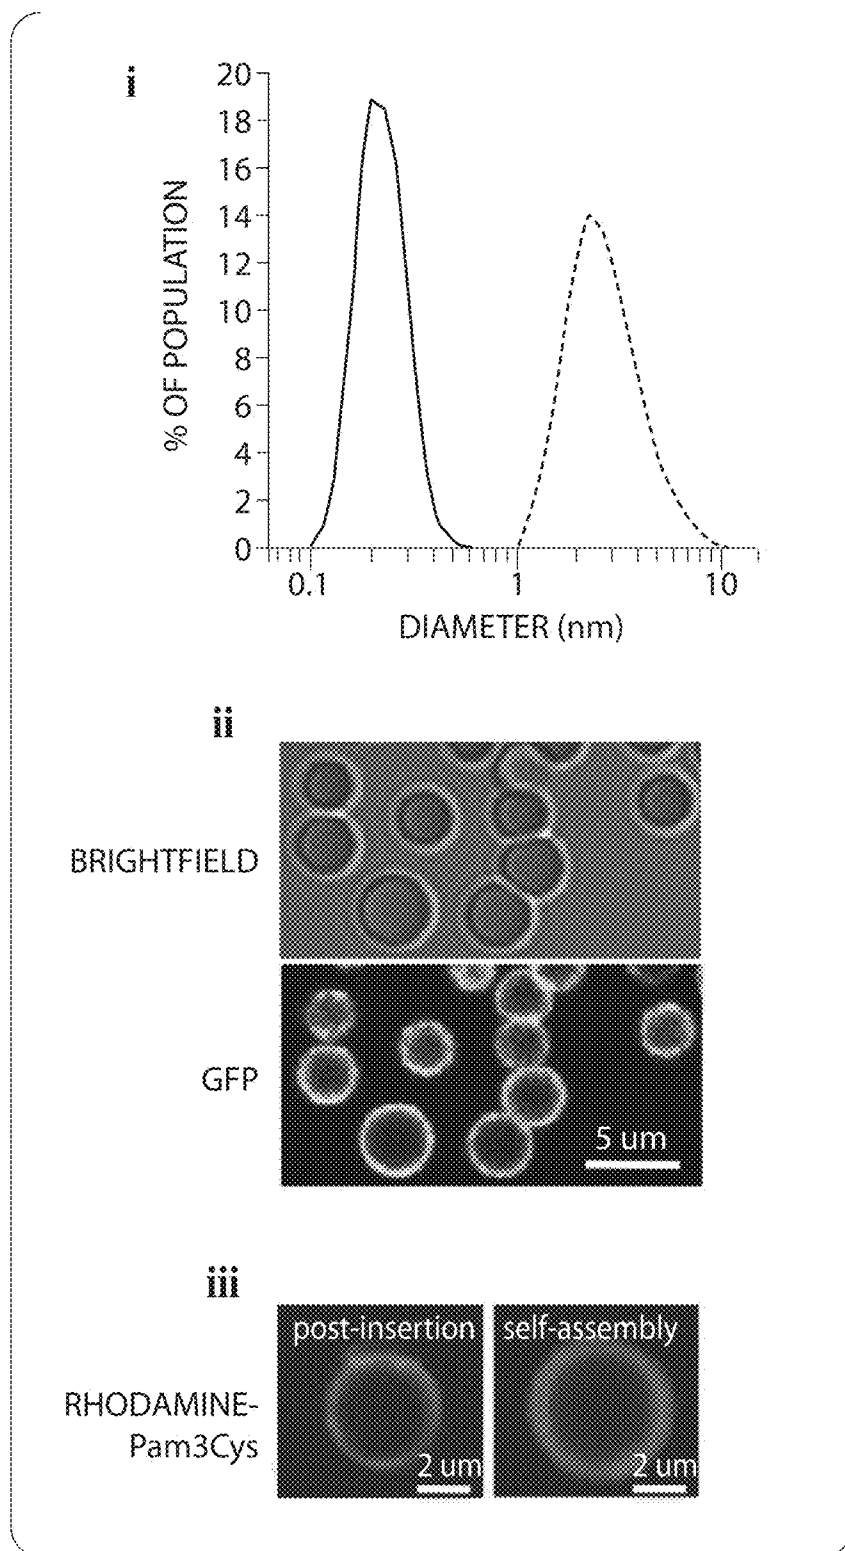 i
20
18
16
14
12
10
8
6
4
2
0
% OF POPULATION
0.1 1 10
DIAMETER (nm)
ii
BRIGHTFIELD
GFP
5 um
iii
post-insertion self-assembly
RHODAMINE-
Pam3Cys
2 um 2 um